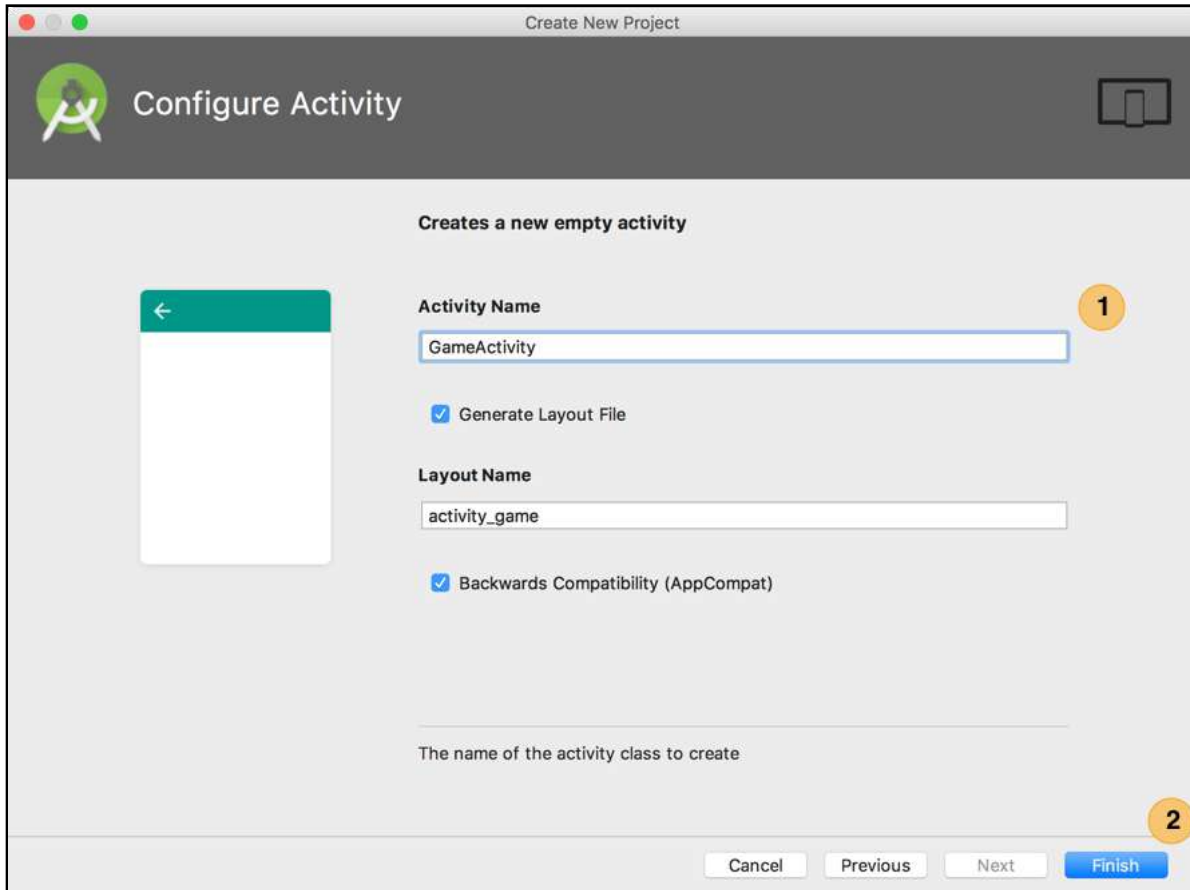 Create New Project
Configure Activity
Creates a new empty activity
Activity Name
1
GameActivity
Generate Layout File
Layout Name
activity_game
Backwards Compatibility (AppCompat)
The name of the activity class to create
2
Cancel Previous Next Finish